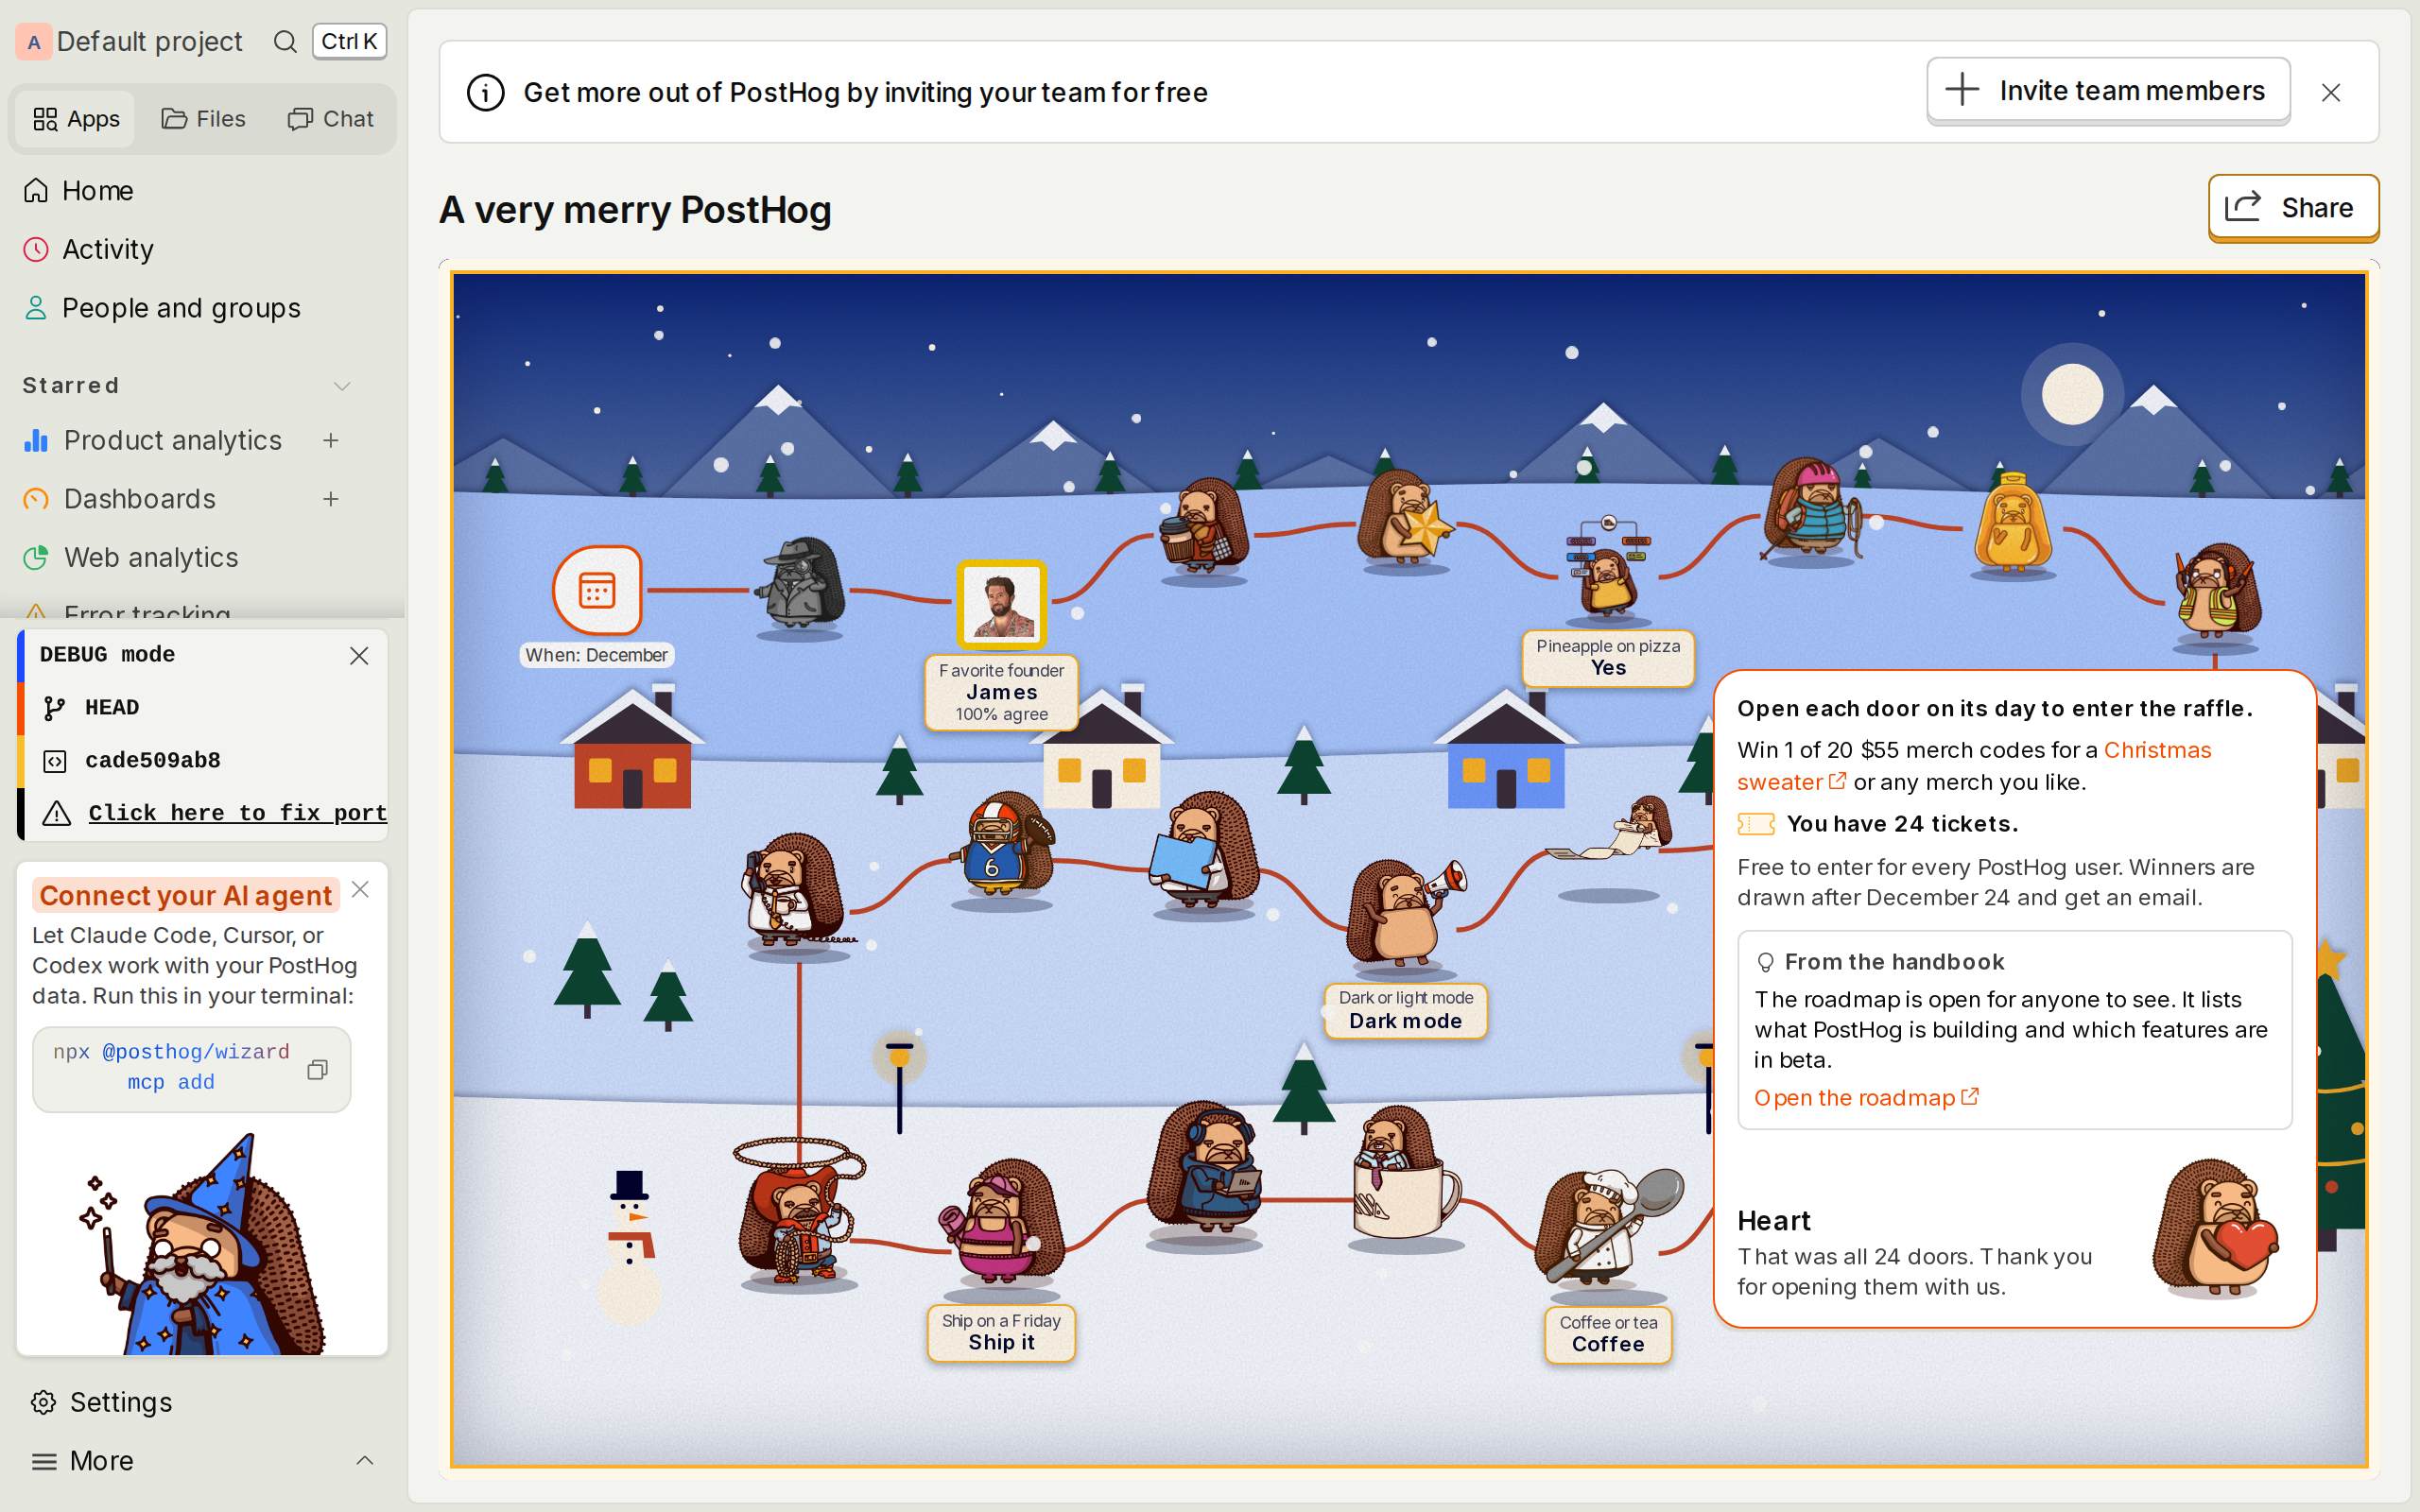 A Default project Ctrl K
Apps Files Chat
Home
Activity
People and groups
Starred
Product analytics
Dashboards
Web analytics
Error tracking
DEBUG mode
HEAD
cade509ab8
Click here to fix port
Connect your AI agent
Let Claude Code, Cursor, or
Codex work with your PostHog
data. Run this in your terminal:
npx @posthog/wizard
mcp add
Settings
More
Get more out of PostHog by inviting your team for free
Invite team members
A very merry PostHog
Share
When: December
Favorite founder
James
100% agree
Pineapple on pizza
Yes
6
Dark or light mode
Dark mode
Ship on a Friday
Ship it
Coffee or tea
Coffee
Open each door on its day to enter the raffle.
Win 1 of 20 $55 merch codes for a Christmas
sweater or any merch you like.
You have 24 tickets.
Free to enter for every PostHog user. Winners are
drawn after December 24 and get an email.
From the handbook
The roadmap is open for anyone to see. It lists
what PostHog is building and which features are
in beta.
Open the roadmap
Heart
That was all 24 doors. Thank you
for opening them with us.